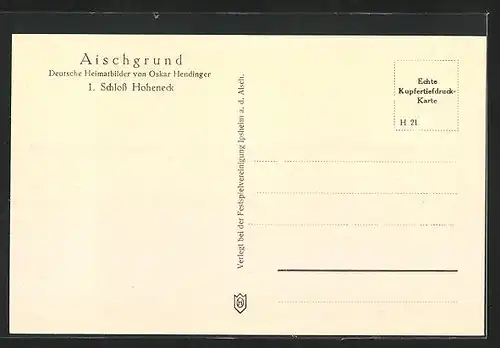 Aischgrund
Deutsche Heimatbilder von Oskar Hendinger
1. Schloß Hoheneck
Verlegt bei der Festspielvereinigung Ipsheim a. d. Aisch.
Echte
Kupfertiefdruck-
Karte
H 21